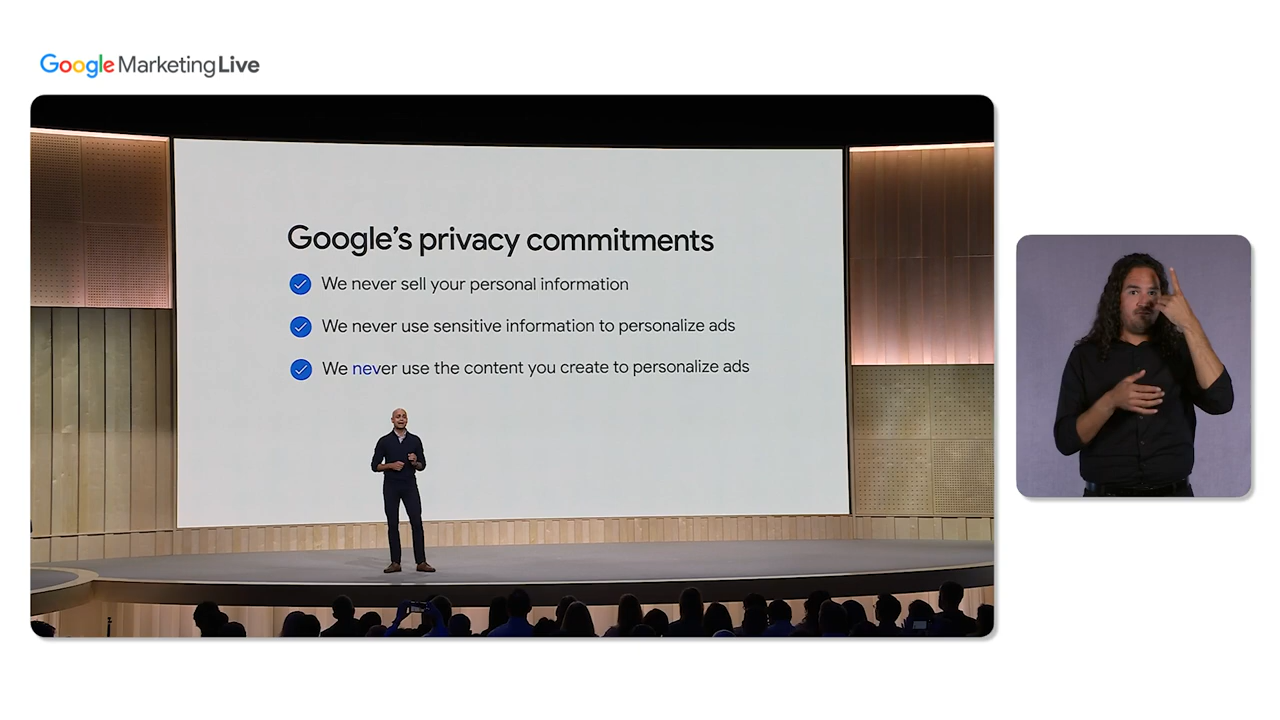 Google Marketing Live
Google's privacy commitments
We never sell your personal information
We never use sensitive information to personalize ads
We never use the content you create to personalize ads